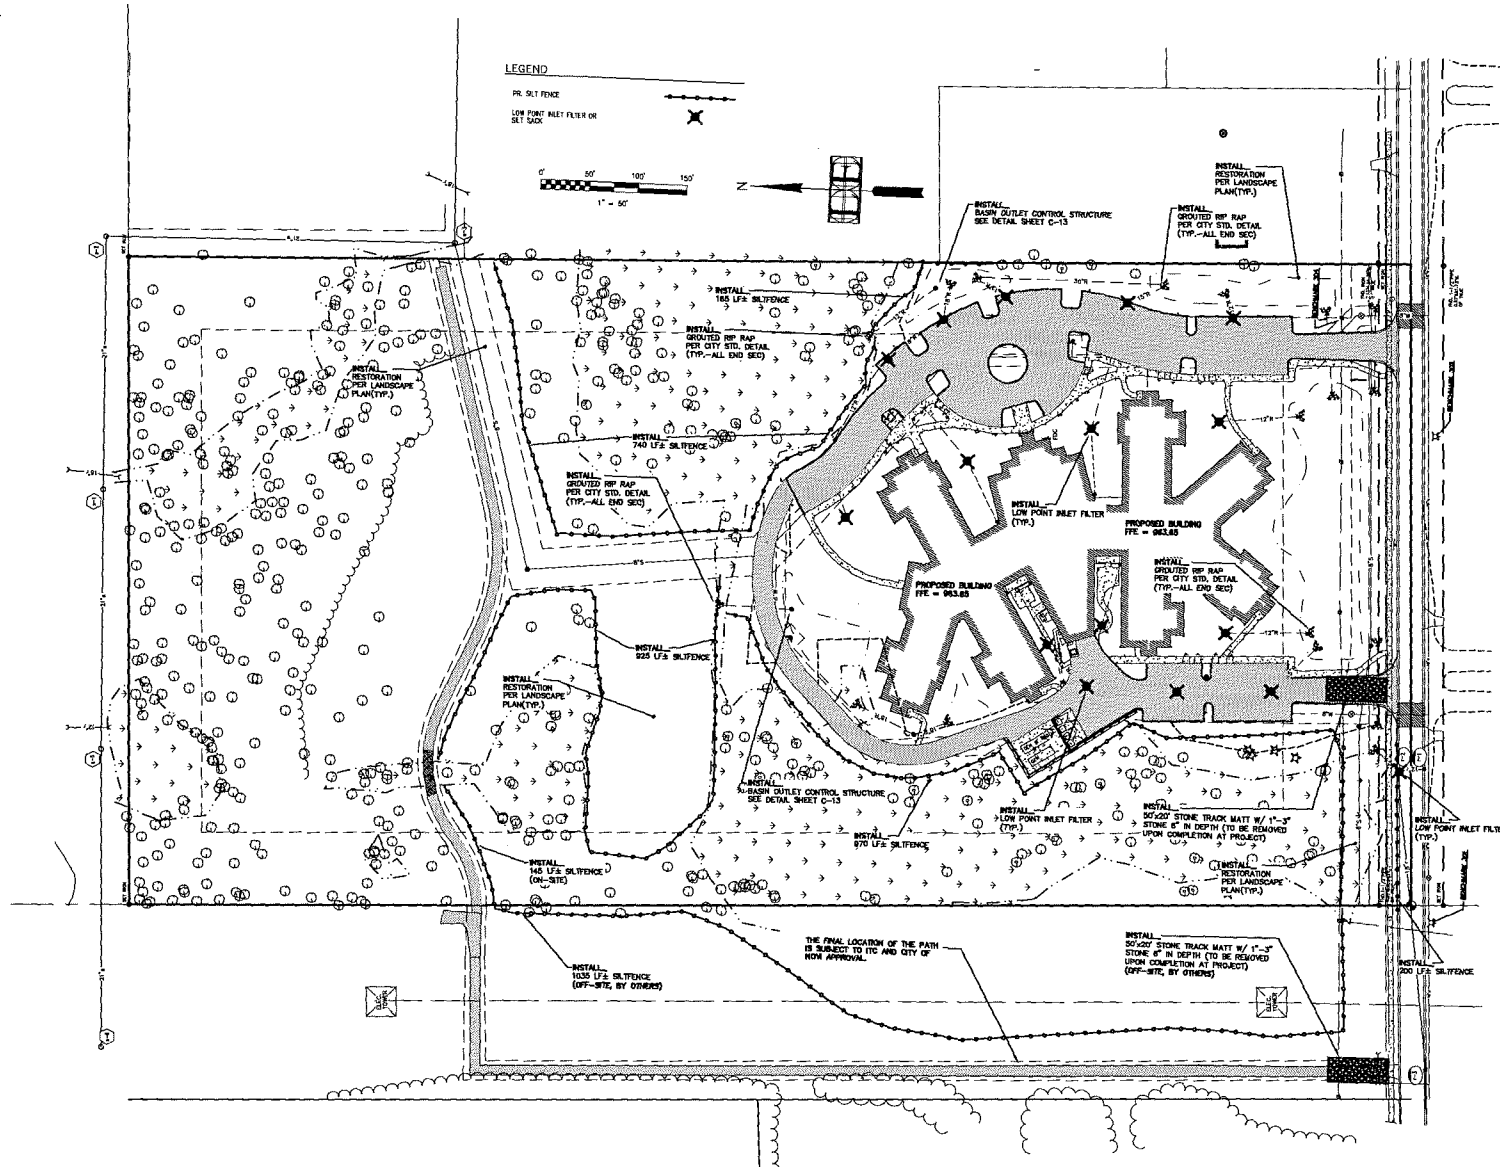 LEGEND
PR. SILT FENCE
LOW POINT INLET FILTER OR
SILT SACK
0' 50' 100' 150'
1" = 50'
N
INSTALL
BASIN OUTLET CONTROL STRUCTURE
SEE DETAIL SHEET C-13
INSTALL
RESTORATION
PER LANDSCAPE
PLAN(TYP.)
INSTALL
GROUTED RIP RAP
PER CITY STD. DETAIL
(TYP.-ALL END SEC)
INSTALL
165 LF± SILTFENCE
INSTALL
GROUTED RIP RAP
PER CITY STD. DETAIL
(TYP.-ALL END SEC)
INSTALL
RESTORATION
PER LANDSCAPE
PLAN(TYP.)
INSTALL
740 LF± SILTFENCE
INSTALL
GROUTED RIP RAP
PER CITY STD. DETAIL
(TYP.-ALL END SEC)
INSTALL
LOW POINT INLET FILTER
(TYP.)
PROPOSED BUILDING
FFE = 963.65
INSTALL
GROUTED RIP RAP
PER CITY STD. DETAIL
(TYP.-ALL END SEC)
PROPOSED BUILDING
FFE = 963.65
INSTALL
925 LF± SILTFENCE
INSTALL
RESTORATION
PER LANDSCAPE
PLAN(TYP.)
INSTALL
BASIN OUTLET CONTROL STRUCTURE
SEE DETAIL SHEET C-13
INSTALL
LOW POINT INLET FILTER
(TYP.)
INSTALL
50'x20' STONE TRACK MATT W/ 1"-3"
STONE 6" IN DEPTH (TO BE REMOVED
UPON COMPLETION AT PROJECT)
INSTALL
LOW POINT INLET FILTE
(TYP.)
INSTALL
970 LF± SILTFENCE
INSTALL
145 LF± SILTFENCE
(ON-SITE)
INSTALL
RESTORATION
PER LANDSCAPE
PLAN(TYP.)
THE FINAL LOCATION OF THE PATH
IS SUBJECT TO ITC AND CITY OF
NOVI APPROVAL.
INSTALL
50'x20' STONE TRACK MATT W/ 1"-3"
STONE 6" IN DEPTH (TO BE REMOVED
UPON COMPLETION AT PROJECT)
(OFF-SITE, BY OTHERS)
INSTALL
1035 LF± SILTFENCE
(OFF-SITE, BY OTHERS)
INSTALL
200 LF± SILTFENCE
ELEC.
TOWER
ELEC.
TOWER